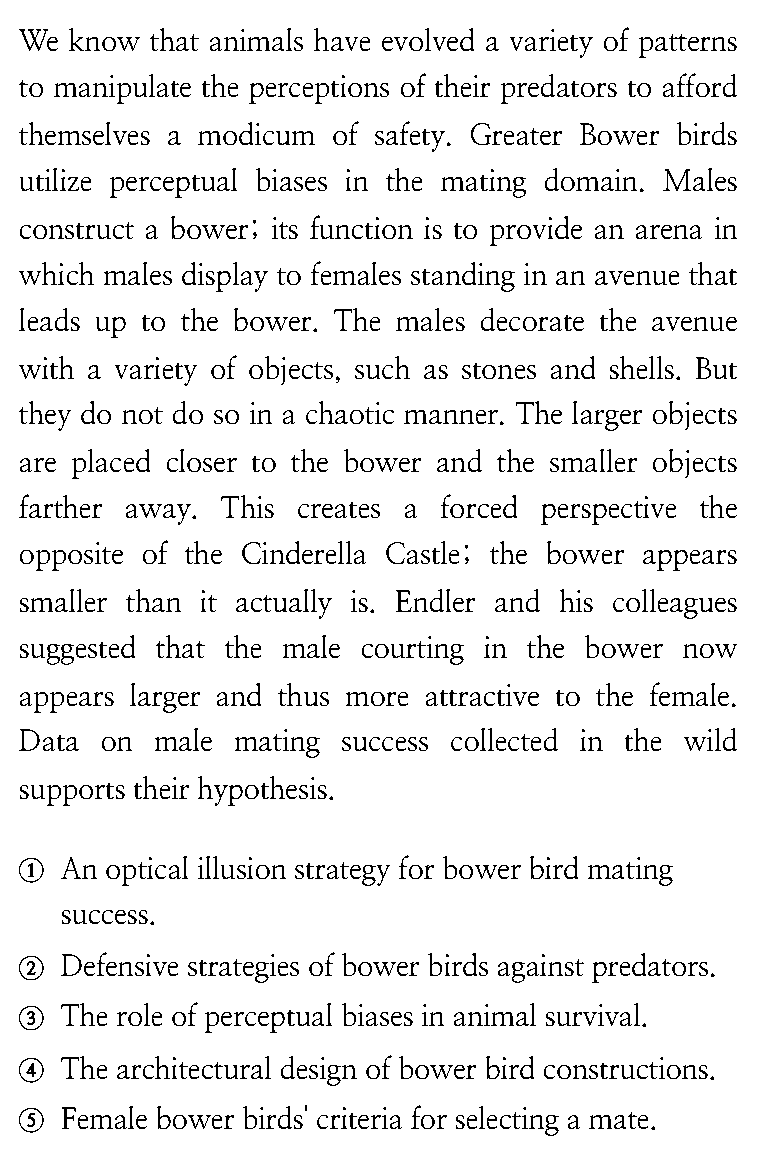 We know that animals have evolved a variety of patterns
to manipulate the perceptions of their predators to afford
themselves a modicum of safety. Greater Bower birds
utilize perceptual biases in the mating domain. Males
construct a bower; its function is to provide an arena in
which males display to females standing in an avenue that
leads up to the bower. The males decorate the avenue
with a variety of objects, such as stones and shells. But
they do not do so in a chaotic manner. The larger objects
are placed closer to the bower and the smaller objects
farther away. This creates a forced perspective the
opposite of the Cinderella Castle; the bower appears
smaller than it actually is. Endler and his colleagues
suggested that the male courting in the bower now
appears larger and thus more attractive to the female.
Data on male mating success collected in the wild
supports their hypothesis.
① An optical illusion strategy for bower bird mating
success.
② Defensive strategies of bower birds against predators.
③ The role of perceptual biases in animal survival.
④ The architectural design of bower bird constructions.
⑤ Female bower birds' criteria for selecting a mate.